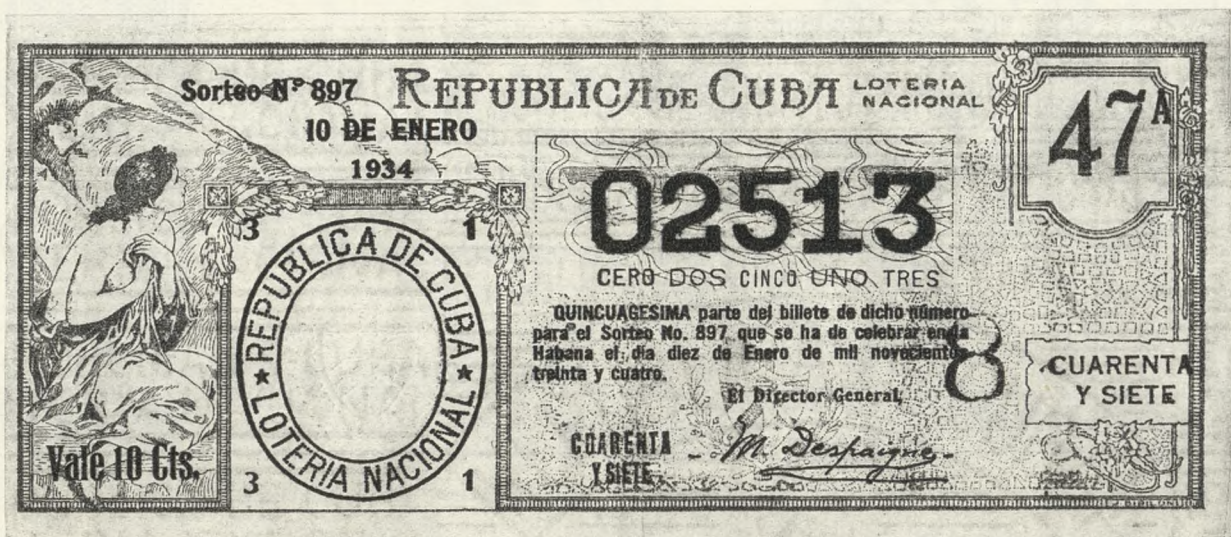 Sorteo Nº 897
10 DE ENERO
1934
REPUBLICA DE CUBA
LOTERIA
NACIONAL
47A
3
1
REPUBLICA DE CUBA
★ LOTERIA NACIONAL ★
3
1
Vale 10 Cts.
02513
CERO DOS CINCO UNO TRES
QUINCUAGESIMA parte del billete de dicho número
para el Sorteo No. 897 que se ha de celebrar en la
Habana el dia diez de Enero de mil novecientos
treinta y cuatro.
8
El Director General,
CUARENTA
Y SIETE
M. Despaigne
CUARENTA
Y SIETE